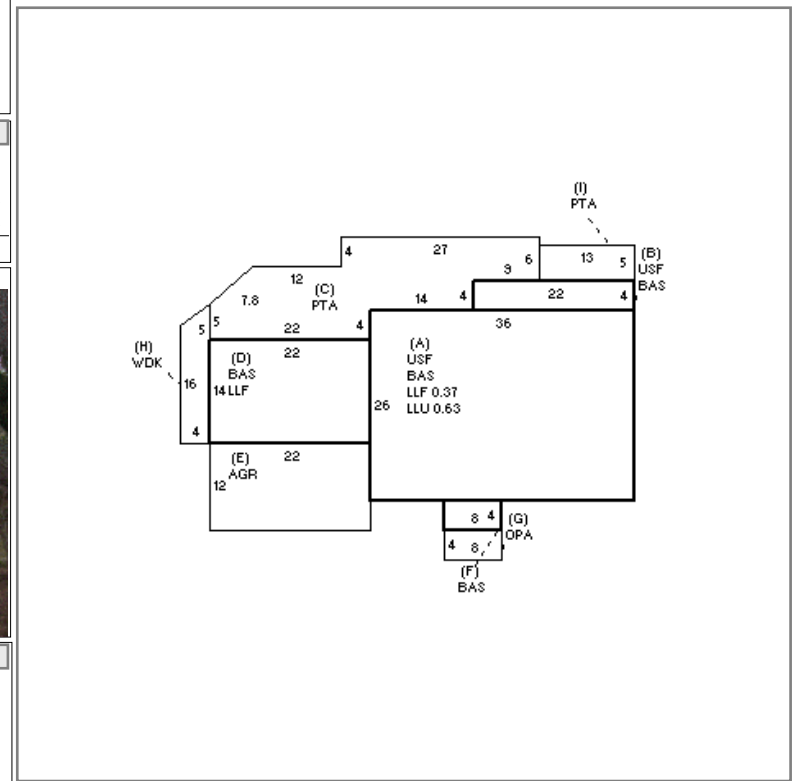 (I)
PTA
4
27
6
13
5
(B)
USF
BAS
9
12
(C)
PTA
7.8
14
4
22
4
5
5
22
4
36
(H)
WDK
22
(D)
BAS
14 LLF
16
(A)
USF
BAS
LLF 0.37
LLU 0.63
26
4
(E)
AGR
22
12
8 4
(G)
OPA
4 8
(F)
BAS